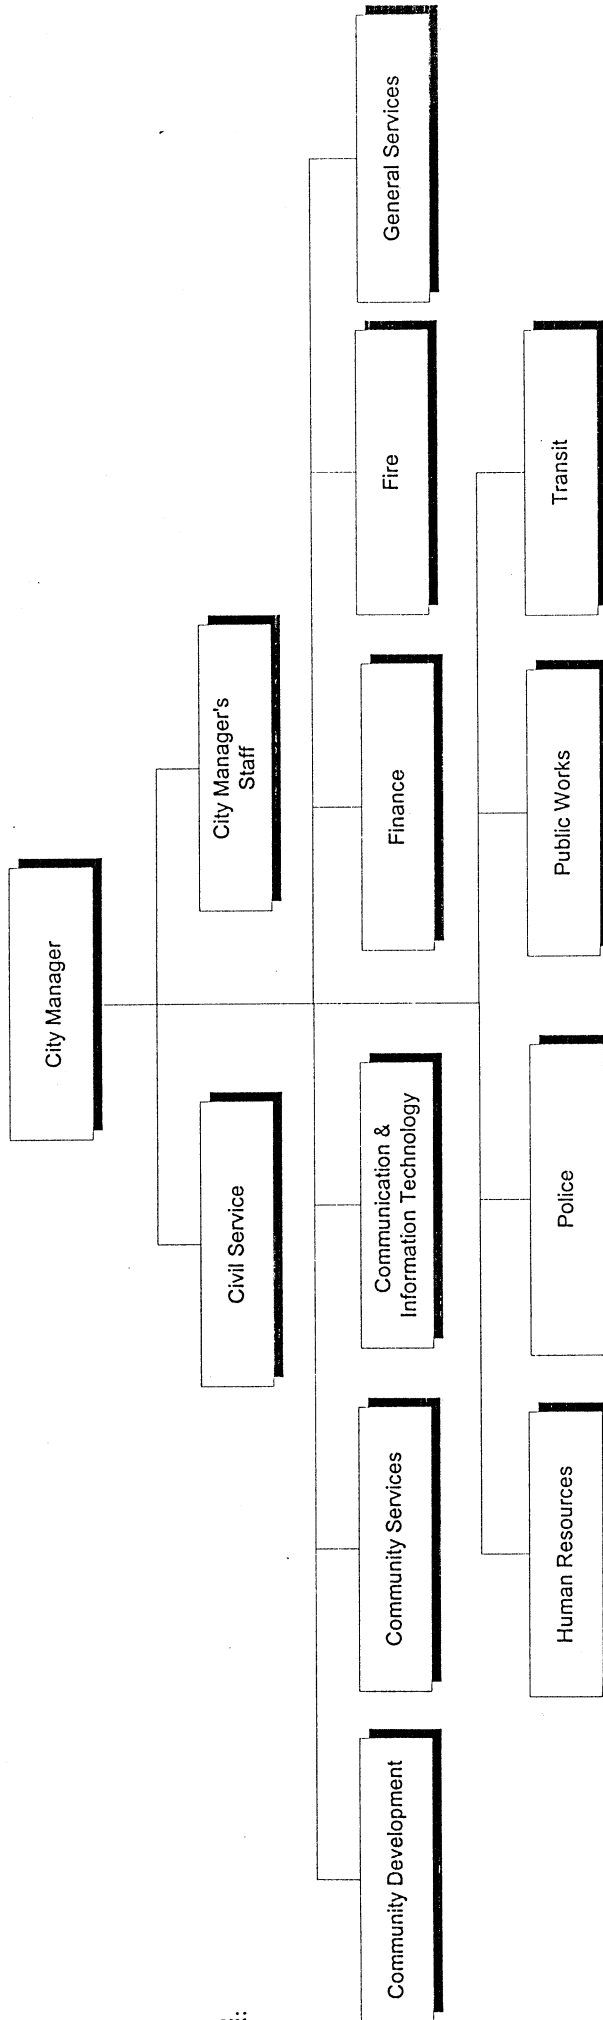 City Manager
Civil Service
City Manager's
Staff
Community Development
Community Services
Communication &
Information Technology
Finance
Fire
General Services
Human Resources
Police
Public Works
Transit